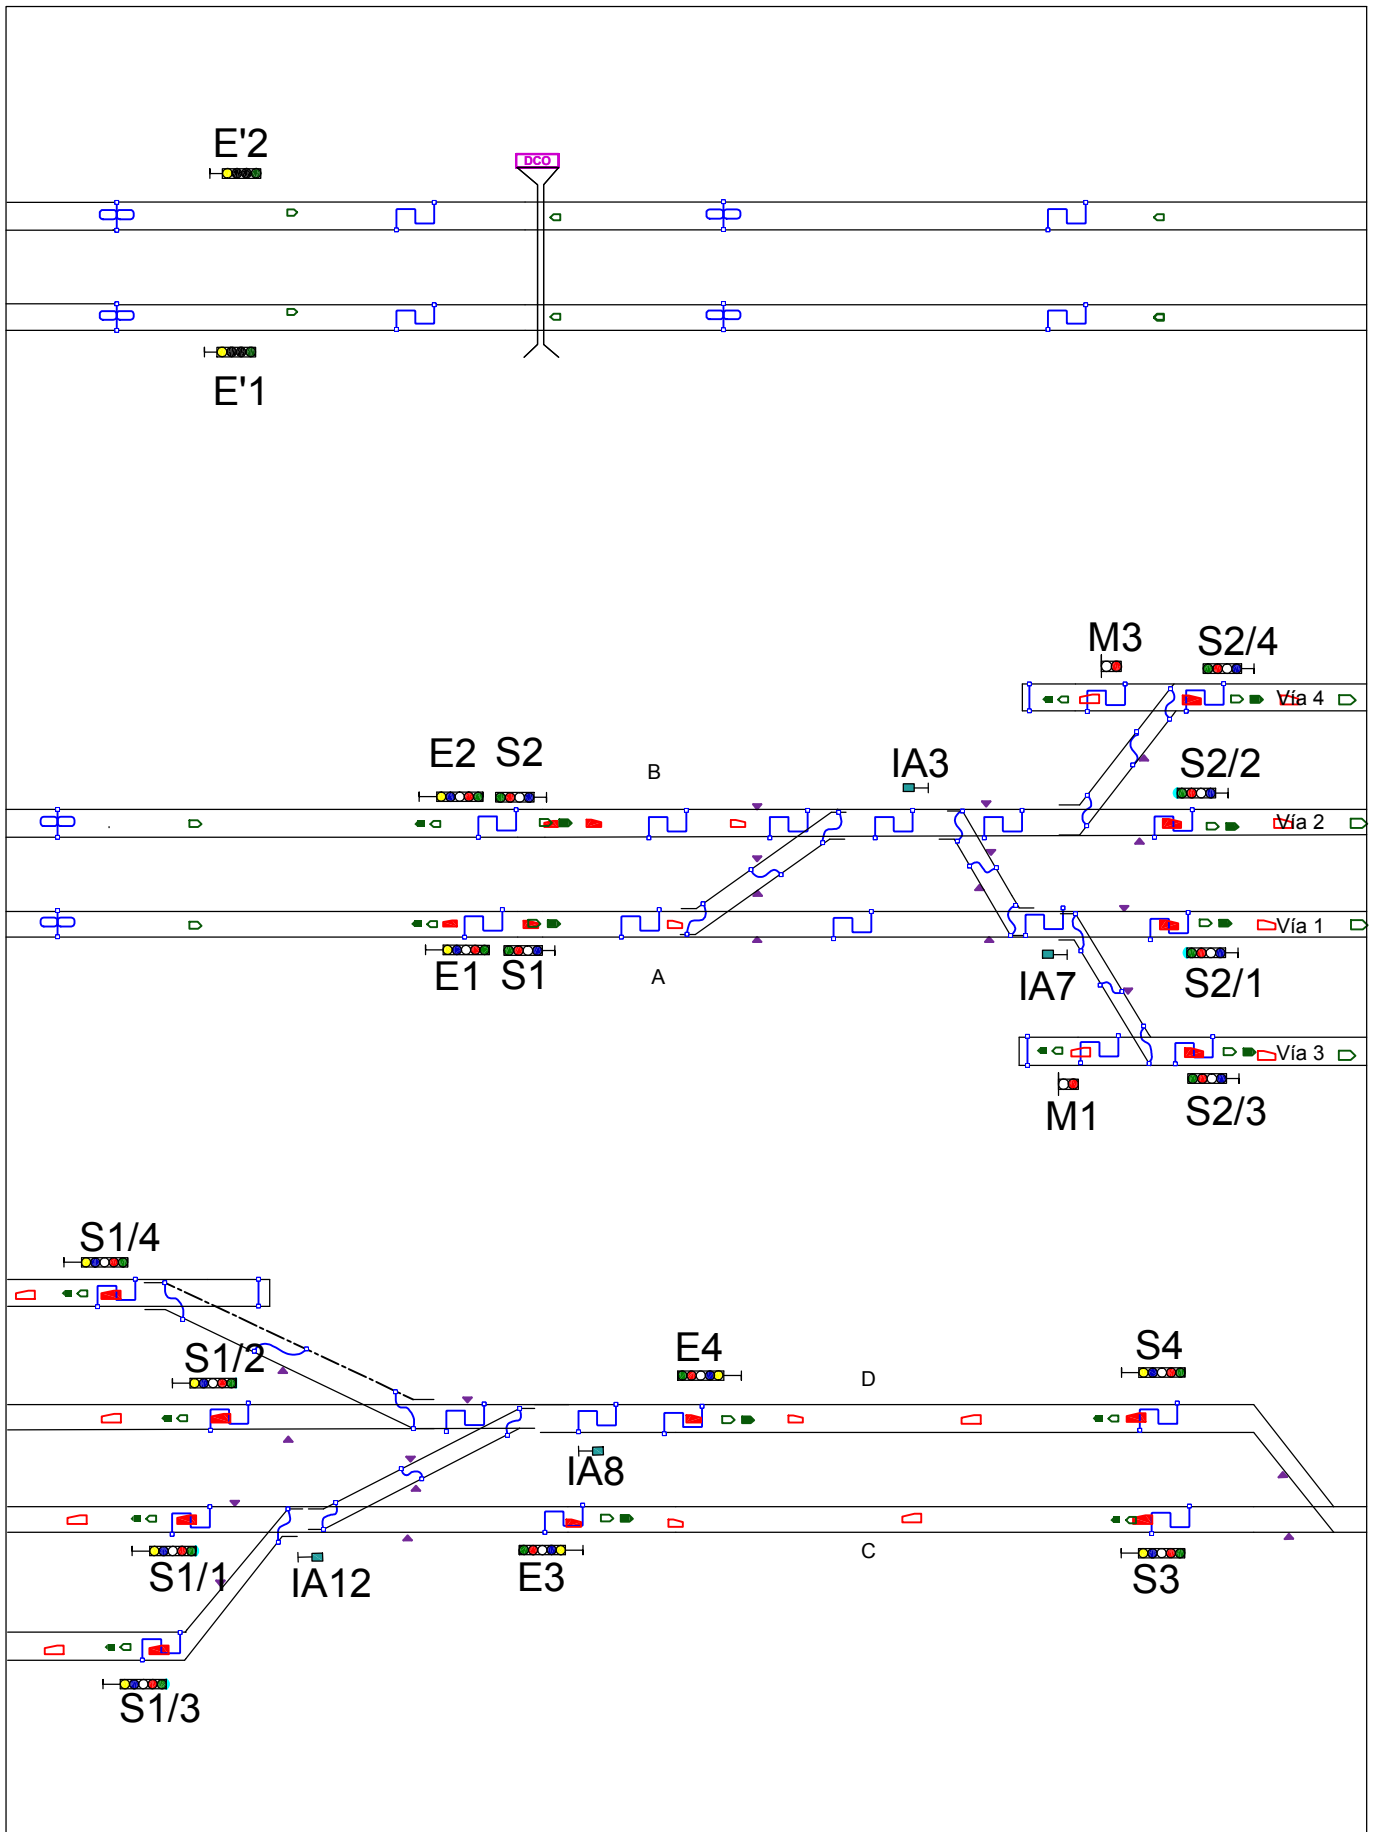 E'2
DCO
E'1
M3
S2/4
Vía 4
E2
S2
B
IA3
S2/2
Vía 2
Vía 1
E1
S1
A
IA7
S2/1
Vía 3
M1
S2/3
S1/4
S1/2
E4
D
S4
IA8
S1/1
IA12
E3
C
S3
S1/3